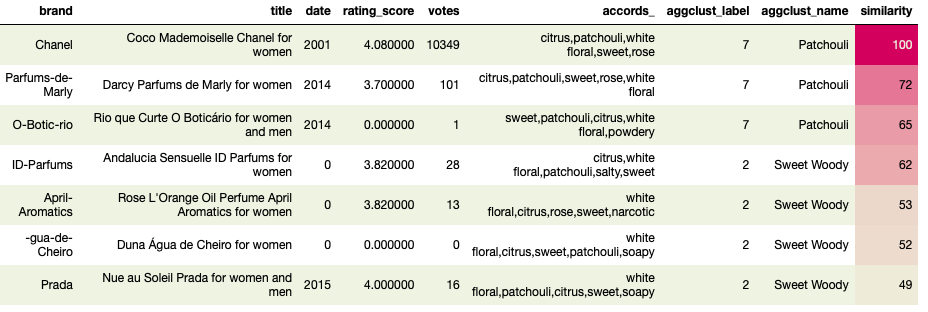 brand title date rating_score votes accords_ aggclust_label aggclust_name similarity
Chanel Coco Mademoiselle Chanel for women 2001 4.080000 10349 citrus,patchouli,white floral,sweet,rose 7 Patchouli 100
Parfums-de-Marly Darcy Parfums de Marly for women 2014 3.700000 101 citrus,patchouli,sweet,rose,white floral 7 Patchouli 72
O-Botic-rio Rio que Curte O Boticário for women and men 2014 0.000000 1 sweet,patchouli,citrus,white floral,powdery 7 Patchouli 65
ID-Parfums Andalucia Sensuelle ID Parfums for women 0 3.820000 28 citrus,white floral,patchouli,salty,sweet 2 Sweet Woody 62
April-Aromatics Rose L'Orange Oil Perfume April Aromatics for women 0 3.820000 13 white floral,citrus,rose,sweet,narcotic 2 Sweet Woody 53
-gua-de-Cheiro Duna Água de Cheiro for women 0 0.000000 0 white floral,citrus,sweet,patchouli,soapy 2 Sweet Woody 52
Prada Nue au Soleil Prada for women and men 2015 4.000000 16 white floral,patchouli,citrus,sweet,soapy 2 Sweet Woody 49